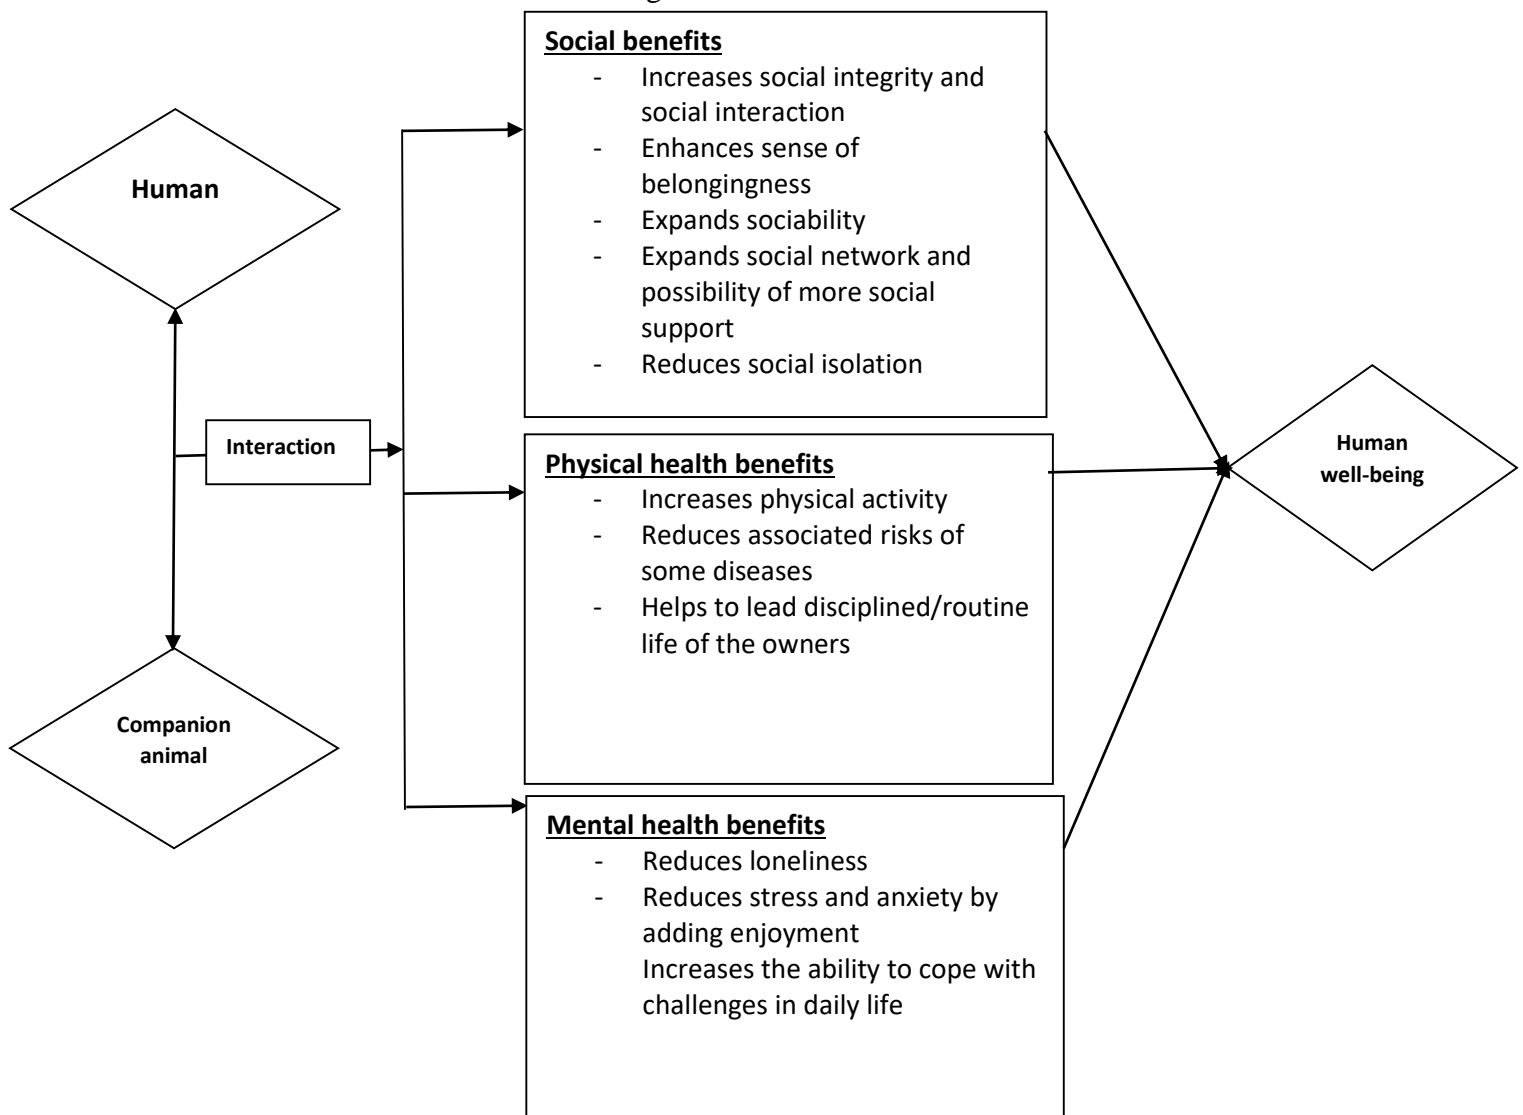 Human
Companion
animal
Interaction
Social benefits
- Increases social integrity and
social interaction
- Enhances sense of
belongingness
- Expands sociability
- Expands social network and
possibility of more social
support
- Reduces social isolation
Physical health benefits
- Increases physical activity
- Reduces associated risks of
some diseases
- Helps to lead disciplined/routine
life of the owners
Mental health benefits
- Reduces loneliness
- Reduces stress and anxiety by
adding enjoyment
Increases the ability to cope with
challenges in daily life
Human
well-being